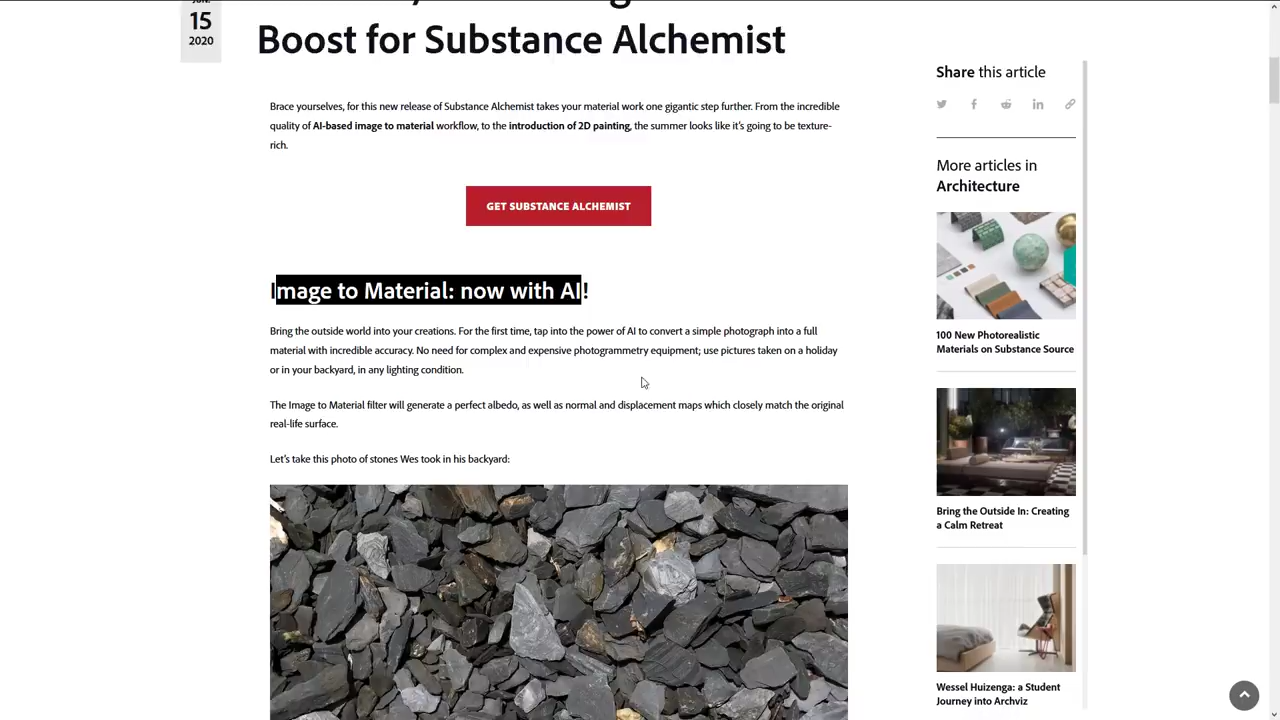 15
2020
Boost for Substance Alchemist
Brace yourselves, for this new release of Substance Alchemist takes your material work one gigantic step further. From the incredible
quality of AI-based image to material workflow, to the introduction of 2D painting, the summer looks like it's going to be texture-
rich.
GET SUBSTANCE ALCHEMIST
Image to Material: now with AI!
Bring the outside world into your creations. For the first time, tap into the power of AI to convert a simple photograph into a full
material with incredible accuracy. No need for complex and expensive photogrammetry equipment; use pictures taken on a holiday
or in your backyard, in any lighting condition.
The Image to Material filter will generate a perfect albedo, as well as normal and displacement maps which closely match the original
real-life surface.
Let's take this photo of stones Wes took in his backyard:
Share this article
More articles in
Architecture
100 New Photorealistic
Materials on Substance Source
Bring the Outside In: Creating
a Calm Retreat
Wessel Huizenga: a Student
Journey into Archviz